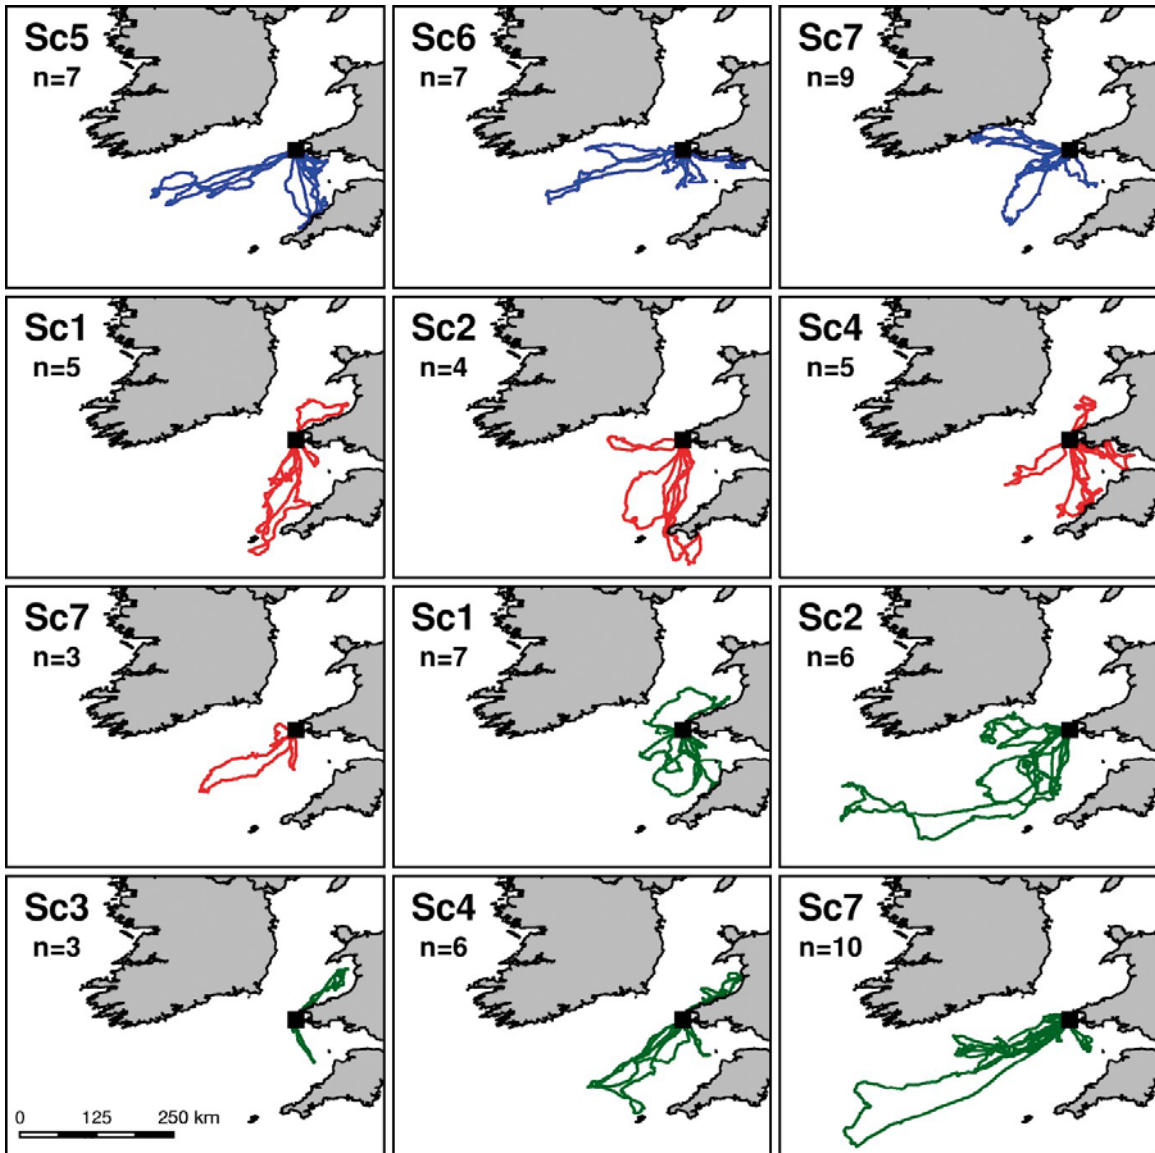 Sc5
n=7
Sc6
n=7
Sc7
n=9
Sc1
n=5
Sc2
n=4
Sc4
n=5
Sc7
n=3
Sc1
n=7
Sc2
n=6
Sc3
n=3
0 125 250 km
Sc4
n=6
Sc7
n=10